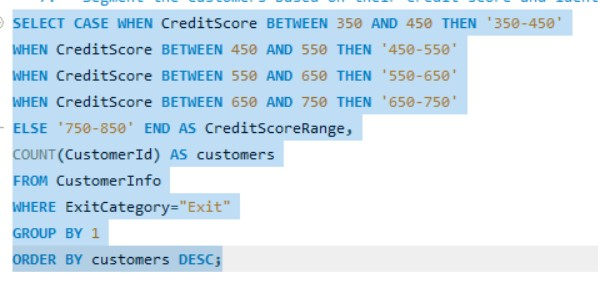 Segment the customers based on their credit score and ident
SELECT CASE WHEN CreditScore BETWEEN 350 AND 450 THEN '350-450'
WHEN CreditScore BETWEEN 450 AND 550 THEN '450-550'
WHEN CreditScore BETWEEN 550 AND 650 THEN '550-650'
WHEN CreditScore BETWEEN 650 AND 750 THEN '650-750'
ELSE '750-850' END AS CreditScoreRange,
COUNT(CustomerId) AS customers
FROM CustomerInfo
WHERE ExitCategory="Exit"
GROUP BY 1
ORDER BY customers DESC;